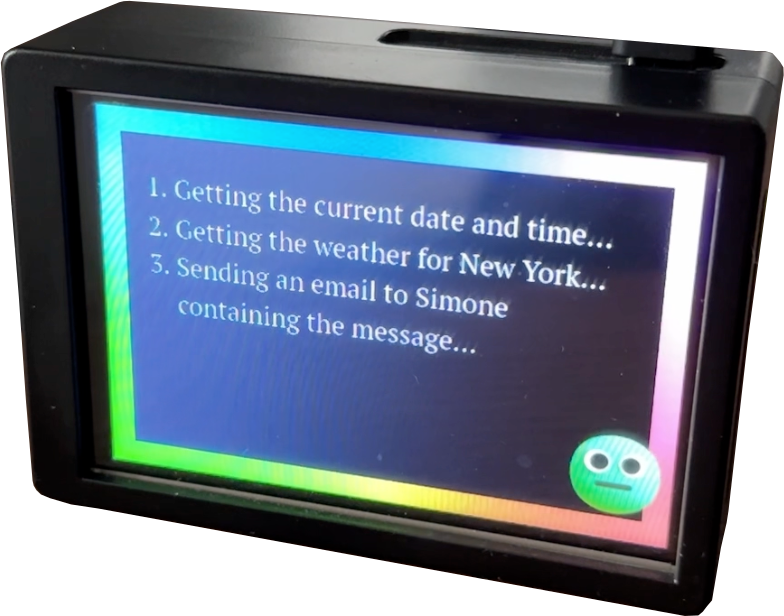 1. Getting the current date and time...
2. Getting the weather for New York...
3. Sending an email to Simone
containing the message...